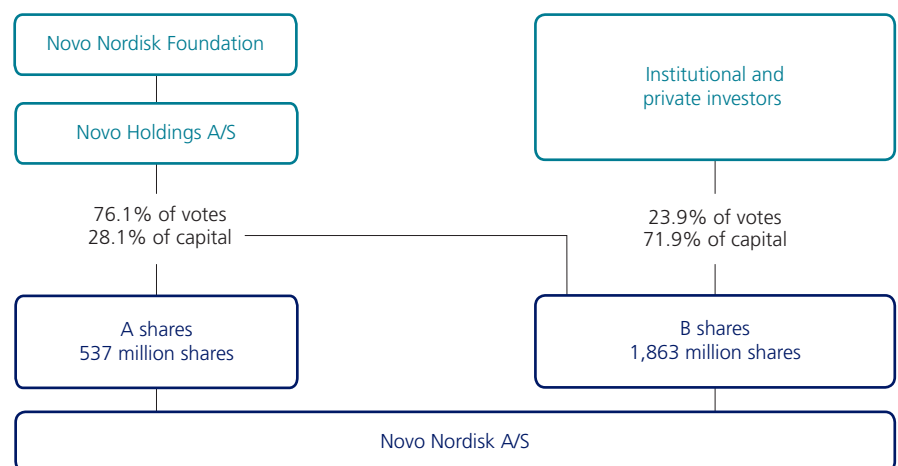 Novo Nordisk Foundation
Institutional and
private investors
Novo Holdings A/S
76.1% of votes
28.1% of capital
23.9% of votes
71.9% of capital
A shares
537 million shares
B shares
1,863 million shares
Novo Nordisk A/S